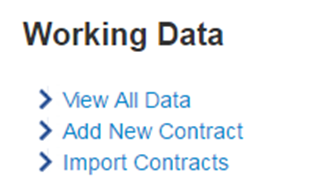 Working Data
View All Data
Add New Contract
Import Contracts